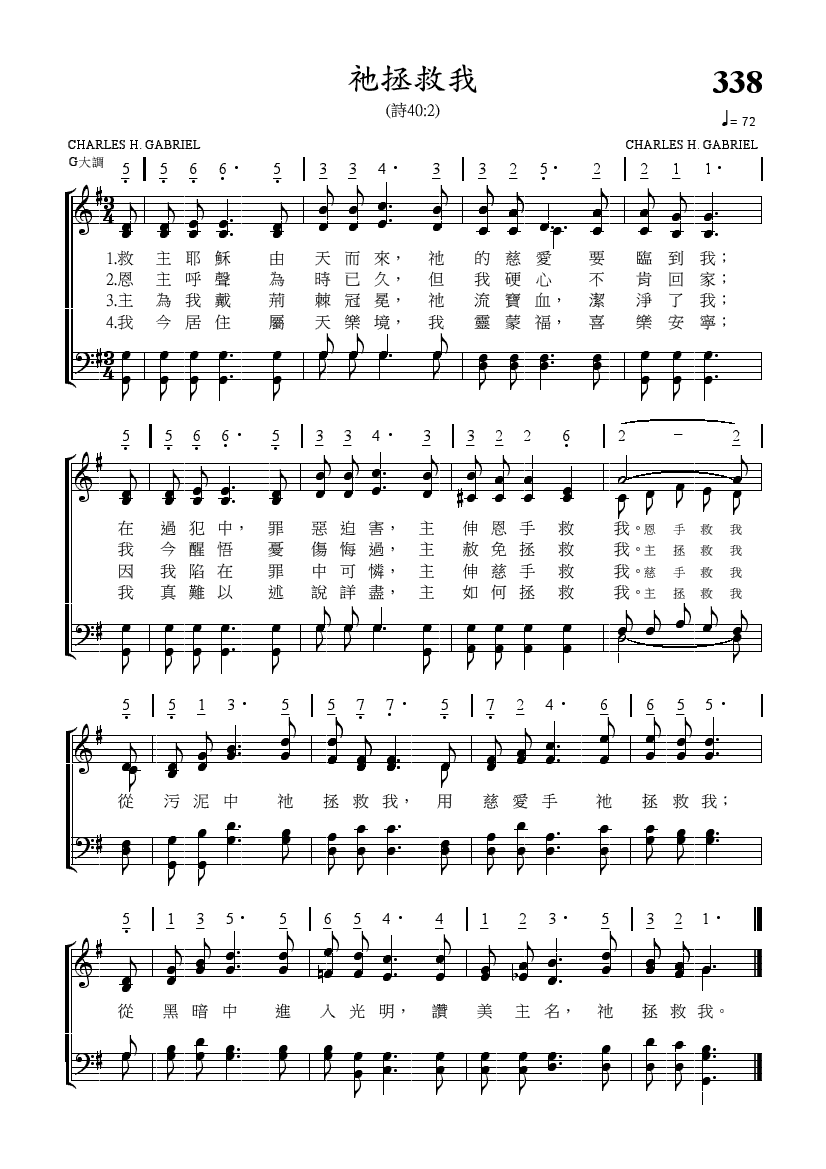 祂拯救我
338
(詩40:2)
♩= 72
CHARLES H. GABRIEL CHARLES H. GABRIEL
G大調
5 5 6 6· 5 3 3 4· 3 3 2 5· 2 2 1 1·
1.救主耶穌由天而來，祂的慈愛要臨到我；
2.恩主呼聲為時已久，但我硬心不肯回家；
3.主為我戴荊棘冠冕，祂流寶血，潔淨了我；
4.我今居住屬天樂境，我靈蒙福，喜樂安寧；
5 5 6 6· 5 3 3 4· 3 3 2 2 6 2 – 2
在過犯中，罪惡迫害，主伸恩手救我。恩手救我
我今醒悟憂傷悔過，主赦免拯救我。主拯救我
因我陷在罪中可憐，主伸慈手救我。慈手救我
我真難以述說詳盡，主如何拯救我。主拯救我
5 5 1 3· 5 5 7 7· 5 7 2 4· 6 6 5 5·
從污泥中祂拯救我，用慈愛手祂拯救我；
5 1 3 5· 5 6 5 4· 4 1 2 3· 5 3 2 1·
從黑暗中進入光明，讚美主名，祂拯救我。